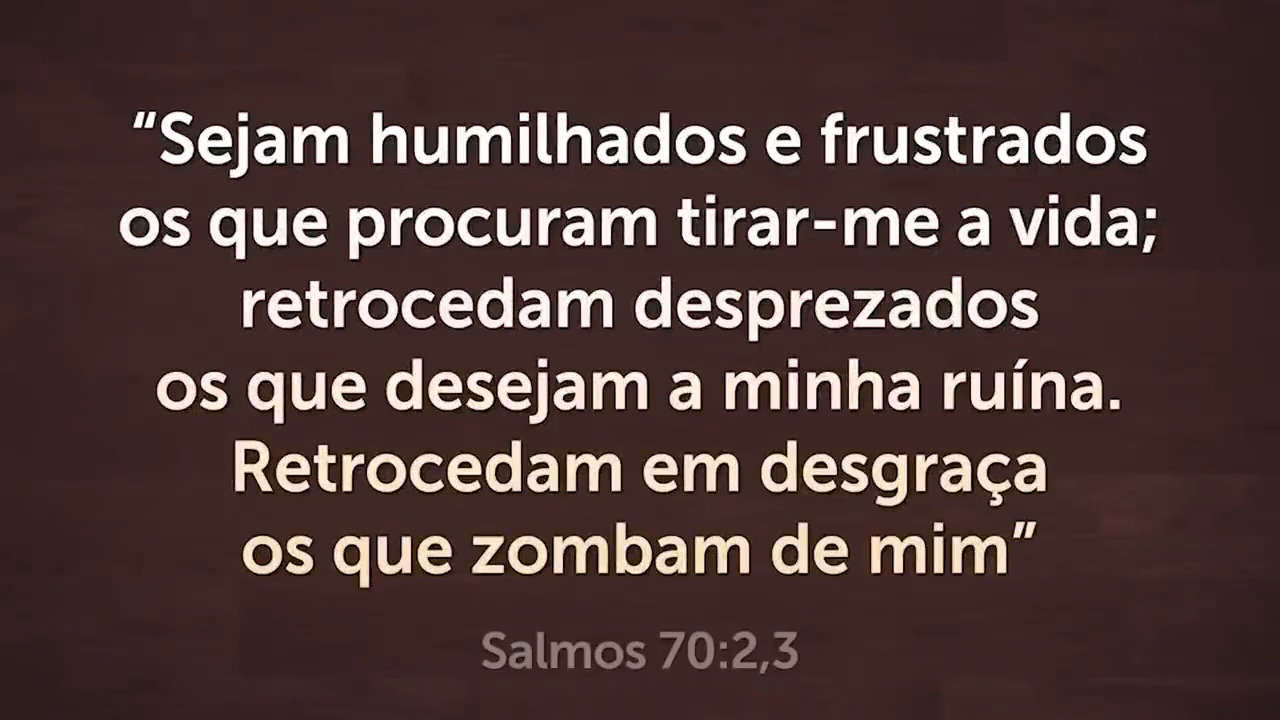 “Sejam humilhados e frustrados
os que procuram tirar-me a vida;
retrocedam desprezados
os que desejam a minha ruína.
Retrocedam em desgraça
os que zombam de mim”
Salmos 70:2,3